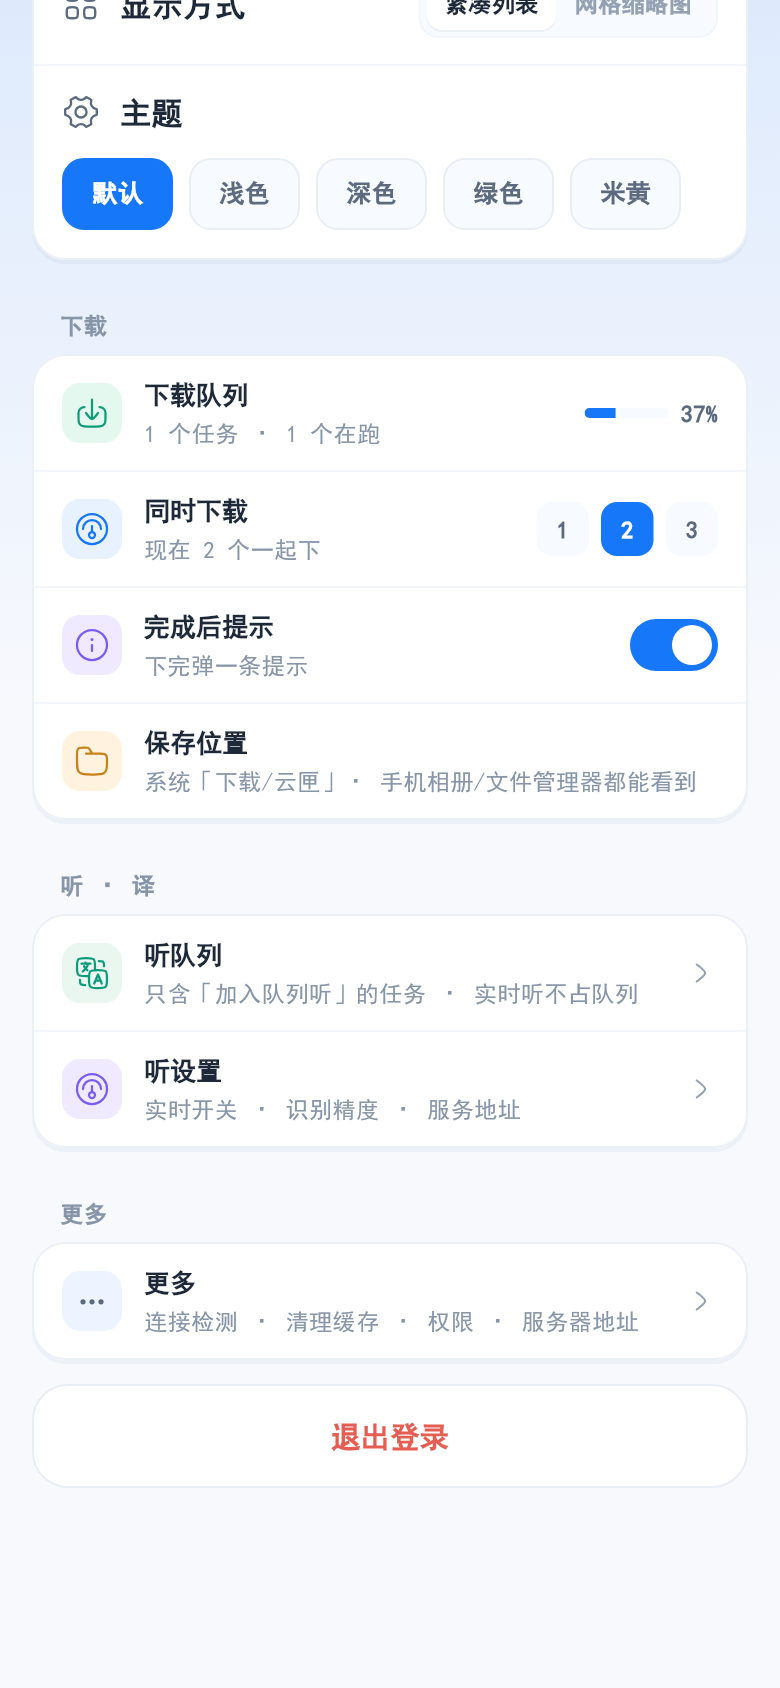 显示方式
紧凑列表 网格缩略图
主题
默认 浅色 深色 绿色 米黄
下载
下载队列
1 个任务 · 1 个在跑
37%
同时下载
现在 2 个一起下
1 2 3
完成后提示
下完弹一条提示
保存位置
系统「下载/云匣」· 手机相册/文件管理器都能看到
听 · 译
听队列
只含「加入队列听」的任务 · 实时听不占队列
听设置
实时开关 · 识别精度 · 服务地址
更多
更多
连接检测 · 清理缓存 · 权限 · 服务器地址
退出登录